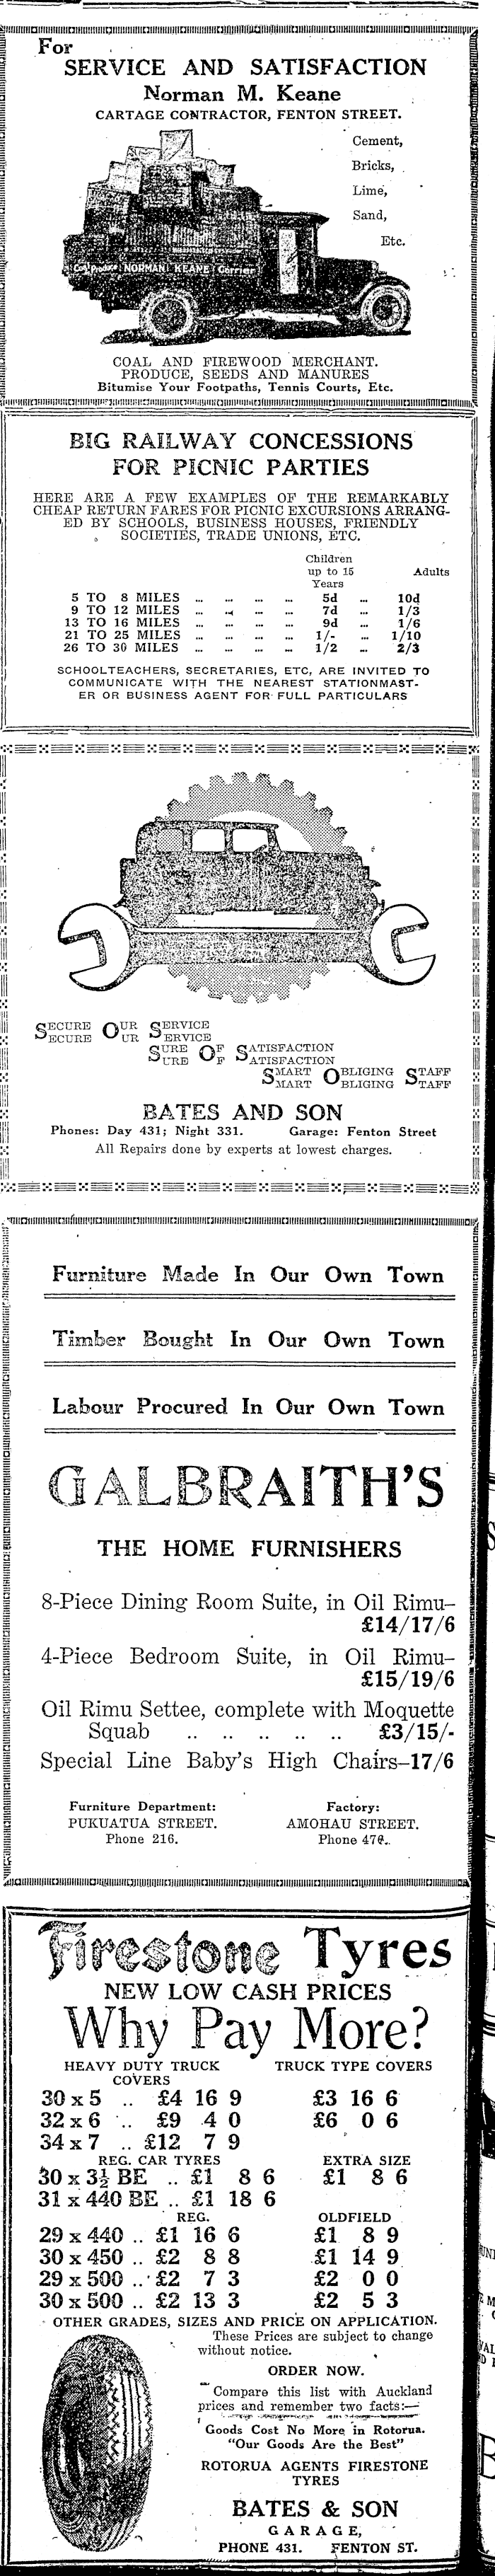 For
SERVICE AND SATISFACTION
Norman M. Keane
CARTAGE CONTRACTOR, FENTON STREET.
Cement,
Bricks,
Lime,
Sand,
Etc.
Coal Produce NORMAN KEANE Carrier
COAL AND FIREWOOD MERCHANT.
PRODUCE, SEEDS AND MANURES
Bitumise Your Footpaths, Tennis Courts, Etc.
BIG RAILWAY CONCESSIONS
FOR PICNIC PARTIES
HERE ARE A FEW EXAMPLES OF THE REMARKABLY
CHEAP RETURN FARES FOR PICNIC EXCURSIONS ARRANG-
ED BY SCHOOLS, BUSINESS HOUSES, FRIENDLY
SOCIETIES, TRADE UNIONS, ETC.
Children
up to 15 Adults
Years
5 TO 8 MILES ... ... ... ... 5d ... 10d
9 TO 12 MILES ... ... ... ... 7d ... 1/3
13 TO 16 MILES ... ... ... ... 9d ... 1/6
21 TO 25 MILES ... ... ... ... 1/- ... 1/10
26 TO 30 MILES ... ... ... ... 1/2 ... 2/3
SCHOOLTEACHERS, SECRETARIES, ETC, ARE INVITED TO
COMMUNICATE WITH THE NEAREST STATIONMAST-
ER OR BUSINESS AGENT FOR FULL PARTICULARS
SECURE OUR SERVICE
SECURE OUR SERVICE
SURE OF SATISFACTION
SURE OF SATISFACTION
SMART OBLIGING STAFF
SMART OBLIGING STAFF
BATES AND SON
Phones: Day 431; Night 331. Garage: Fenton Street
All Repairs done by experts at lowest charges.
Furniture Made In Our Own Town
Timber Bought In Our Own Town
Labour Procured In Our Own Town
GALBRAITH'S
THE HOME FURNISHERS
8-Piece Dining Room Suite, in Oil Rimu—
£14/17/6
4-Piece Bedroom Suite, in Oil Rimu—
£15/19/6
Oil Rimu Settee, complete with Moquette
Squab .. .. .. .. .. £3/15/-
Special Line Baby's High Chairs—17/6
Furniture Department: Factory:
PUKUATUA STREET. AMOHAU STREET.
Phone 216. Phone
Firestone Tyres
NEW LOW CASH PRICES
Why Pay More?
HEAVY DUTY TRUCK TRUCK TYPE COVERS
COVERS
30 x 5 .. £4 16 9 £3 16 6
32 x 6 .. £9 4 0 £6 0 6
34 x 7 .. £12 7 9
REG. CAR TYRES EXTRA SIZE
30 x 3½ BE .. £1 8 6 £1 8 6
31 x 440 BE .. £1 18 6
REG. OLDFIELD
29 x 440 .. £1 16 6 £1 8 9
30 x 450 .. £2 8 8 £1 14 9
29 x 500 .. £2 7 3 £2 0 0
30 x 500 .. £2 13 3 £2 5 3
OTHER GRADES, SIZES AND PRICE ON APPLICATION.
These Prices are subject to change
without notice.
ORDER NOW.
Compare this list with Auckland
prices and remember two facts:—
Goods Cost No More in Rotorua.
"Our Goods Are the Best"
ROTORUA AGENTS FIRESTONE
TYRES
BATES & SON
GARAGE,
PHONE 431. FENTON ST.